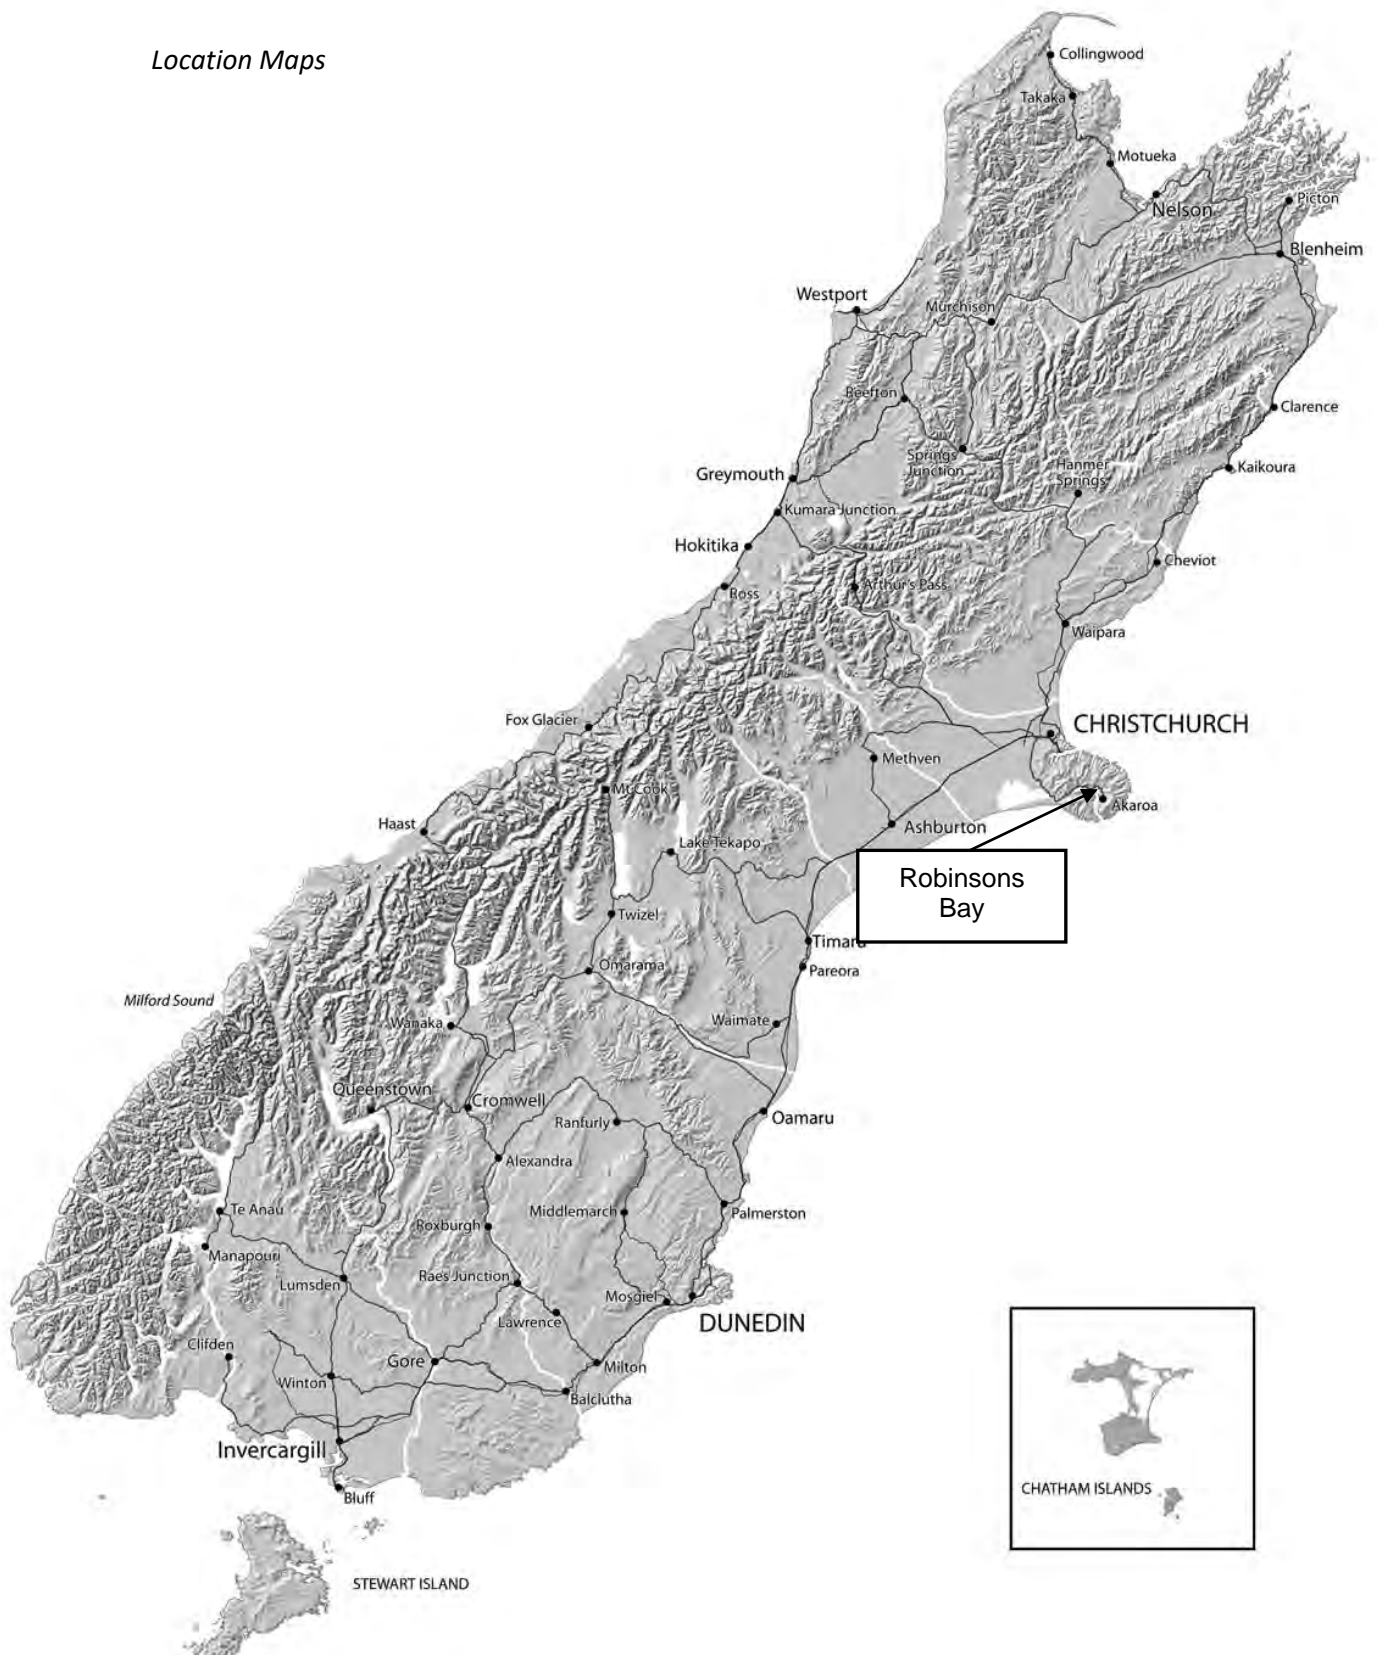 Location Maps
Collingwood
Takaka
Motueka
Nelson
Picton
Blenheim
Westport
Murchison
Reefton
Clarence
Springs
Junction
Hanmer
Springs
Kaikoura
Greymouth
Kumara Junction
Hokitika
Cheviot
Arthur's Pass
Ross
Waipara
Fox Glacier
CHRISTCHURCH
Methven
Mt Cook
Akaroa
Haast
Ashburton
Lake Tekapo
Robinsons
Bay
Twizel
Timaru
Omarama
Pareora
Milford Sound
Wanaka
Waimate
Queenstown
Cromwell
Ranfurly
Oamaru
Alexandra
Te Anau
Middlemarch
Palmerston
Roxburgh
Manapouri
Lumsden
Raes Junction
Mosgiel
Lawrence
DUNEDIN
Clifden
Gore
Milton
Winton
Balclutha
Invercargill
Bluff
CHATHAM ISLANDS
STEWART ISLAND